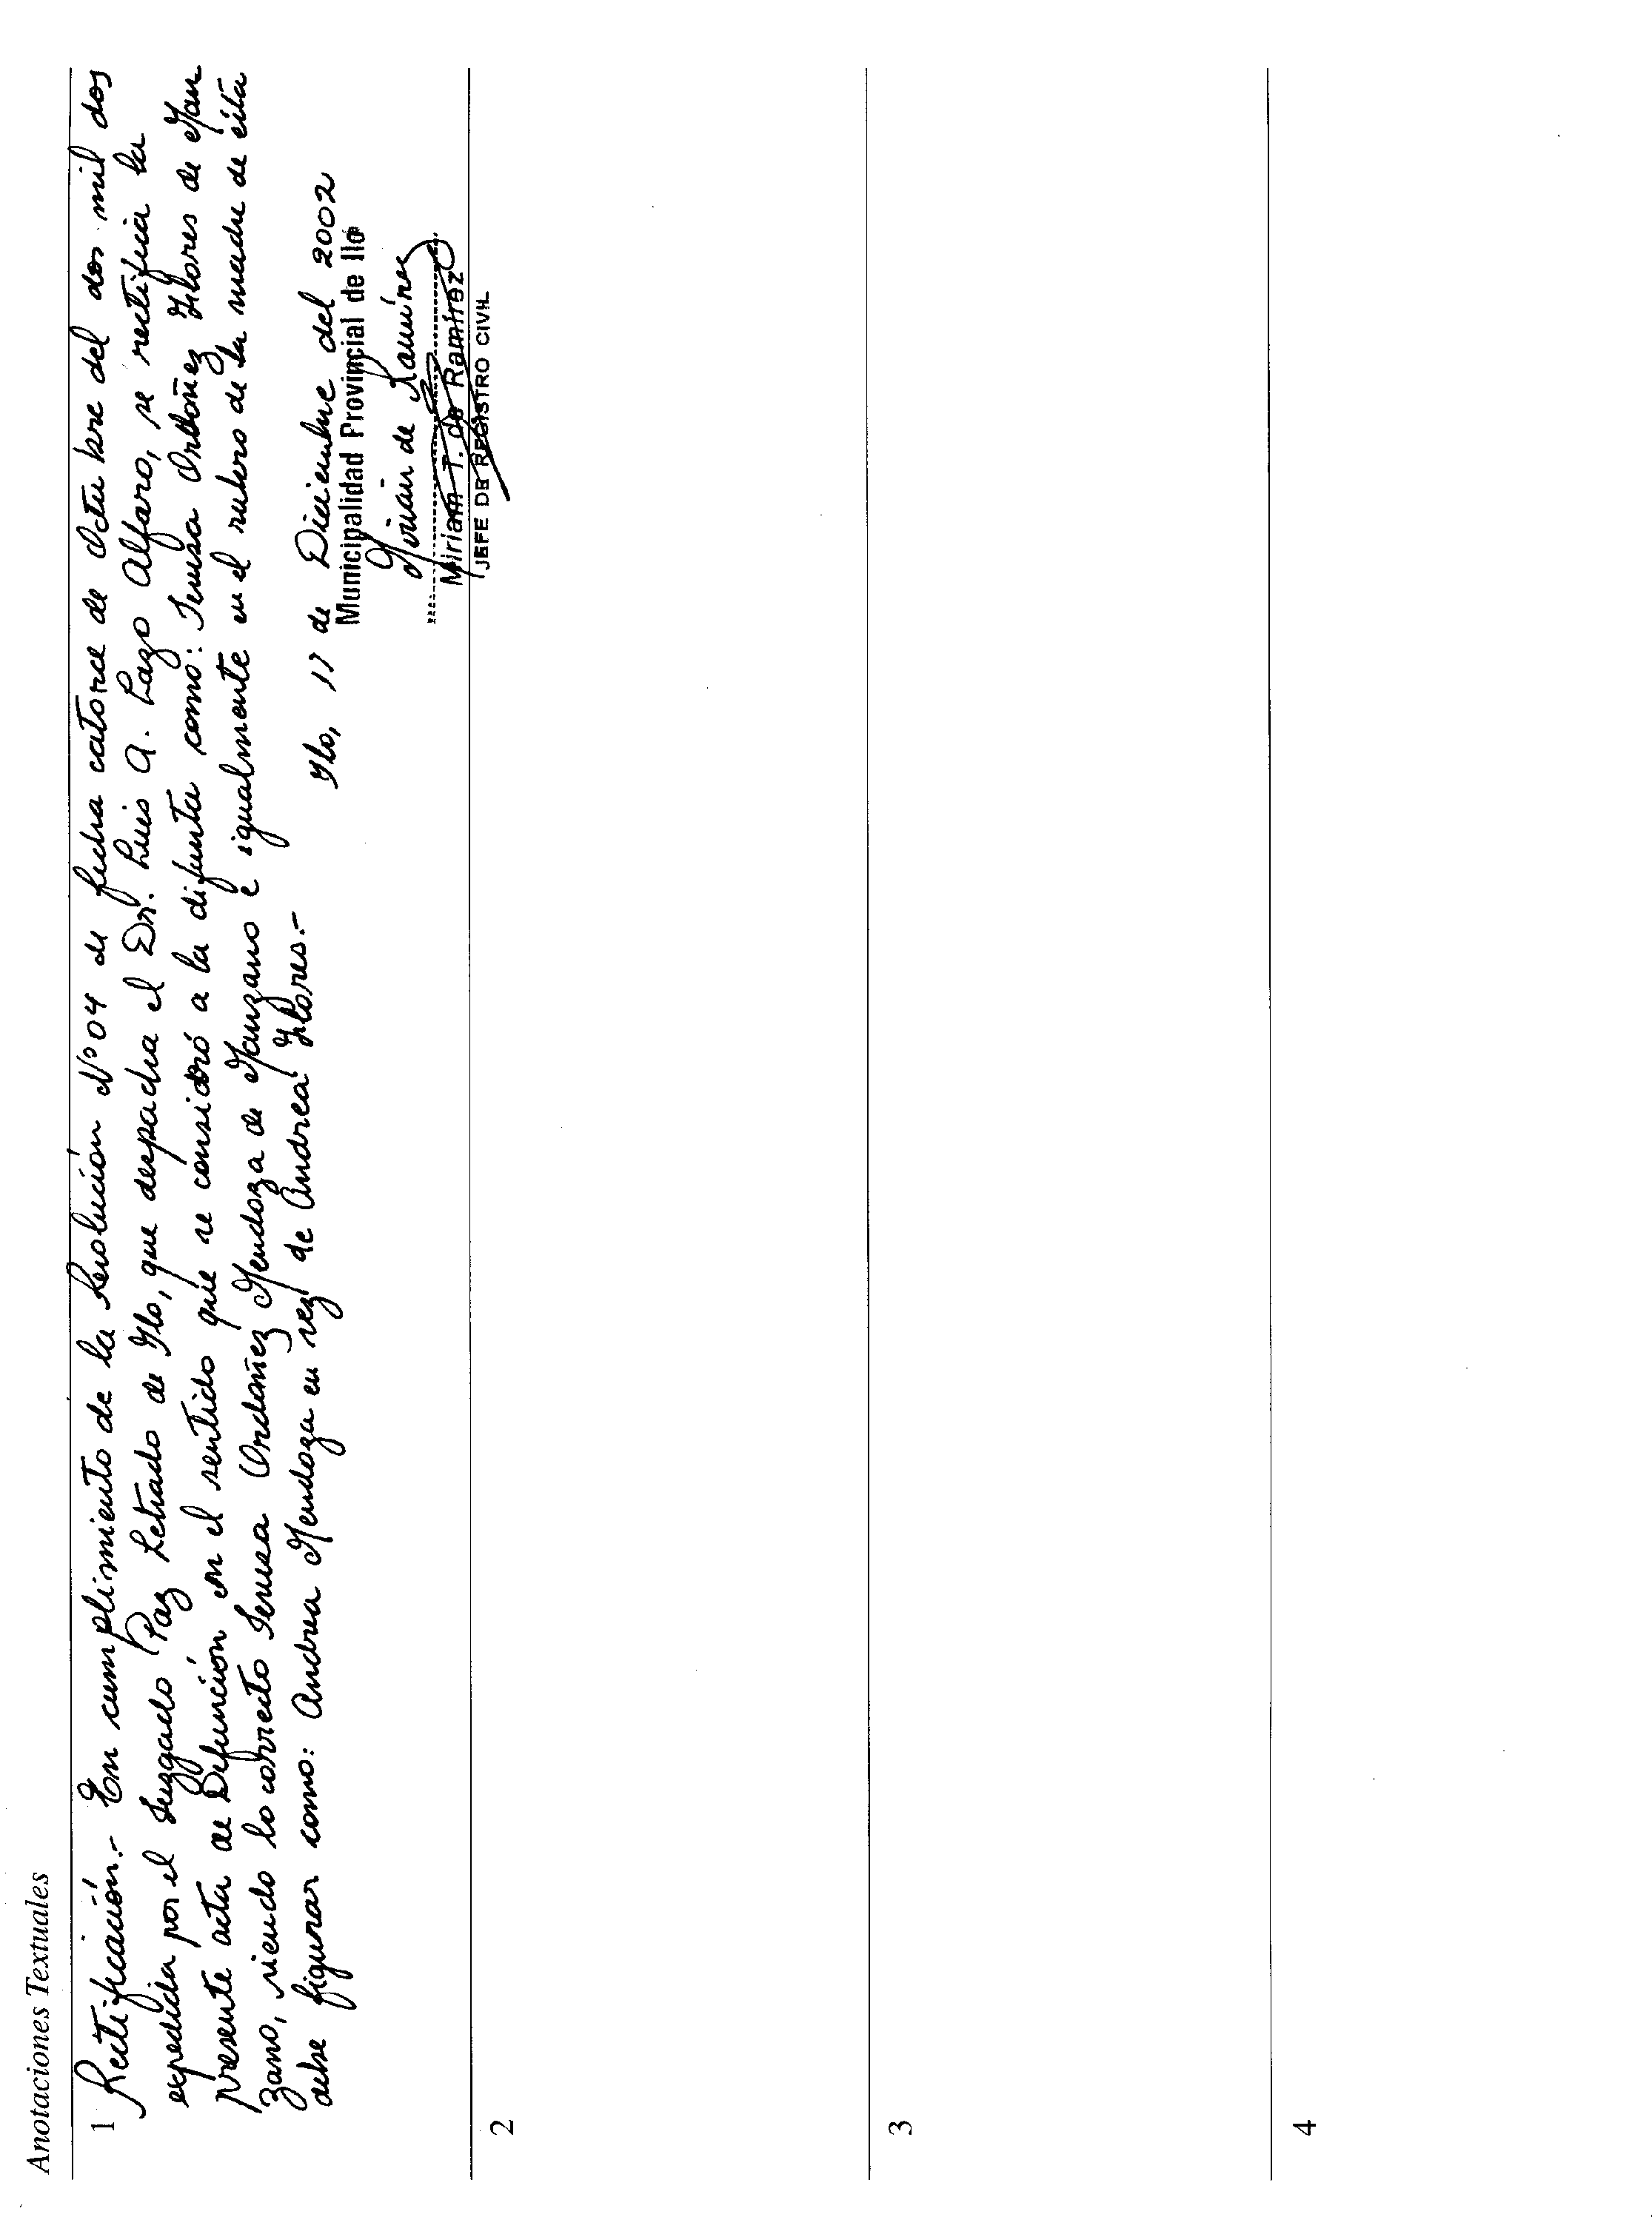 Anotaciones Textuales
1 Rectificación.- En cumplimiento de la Resolución N° 04 de fecha catorce de Octubre del dos mil dos
expedida por el Juzgado Paz Letrado de Ilo, que despacha el Dr. Luis A. Lazo Alfaro, se rectifica la
presente acta de Defunción en el sentido que se consideró a la difunta como: Teresa Ordoñez Flores de Man
zano, siendo lo correcto Teresa Ordoñez Mendoza de Manzano é igualmente en el rubro de la madre de ésta
debe figurar como: Andrea Mendoza en vez de Andrea Flores.-
Ilo, 11 de Diciembre del 2002
Municipalidad Provincial de Ilo
Miriam de Ramírez
Miriam T. de Ramírez
JEFE DE REGISTRO CIVIL
2
3
4